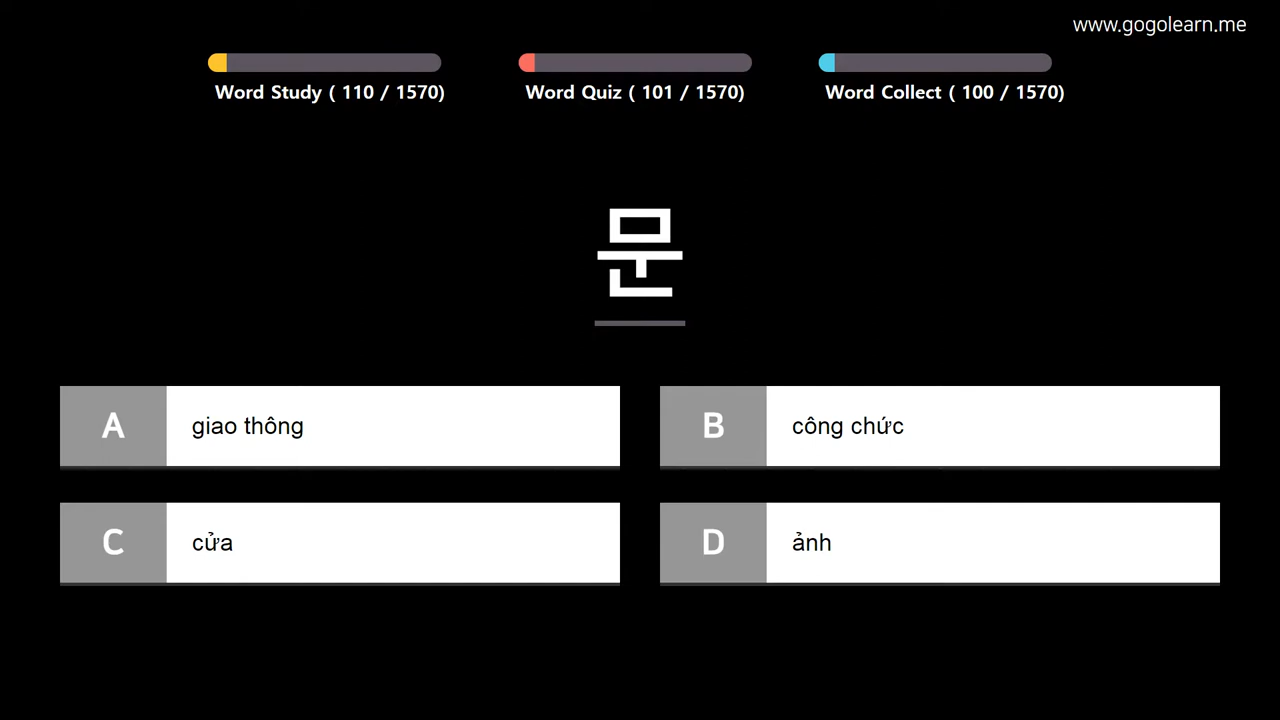 www.gogolearn.me
Word Study ( 110 / 1570)
Word Quiz ( 101 / 1570)
Word Collect ( 100 / 1570)
문
A giao thông
B công chức
C cửa
D ảnh